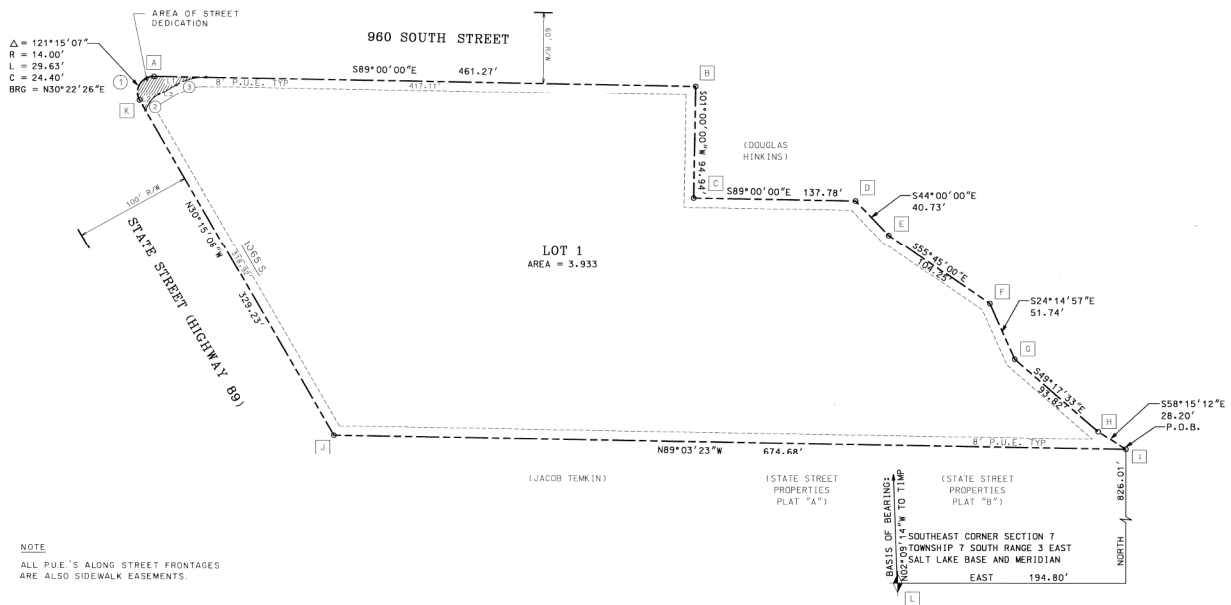 AREA OF STREET
DEDICATION
Δ = 121°15'07"
R = 14.00'
L = 29.63'
C = 24.40'
BRG = N30°22'26"E
960 SOUTH STREET
60' R/W
A
1
K
L1
2
L3
3
8' P.U.E. TYP
S89°00'00"E 461.27'
417.11'
B
S01°00'00"W 94.94'
(DOUGLAS
HINKINS)
C
S89°00'00"E 137.78'
D
S44°00'00"E
40.73'
E
S55°45'00"E
104.25'
F
S24°14'57"E
51.74'
G
S49°17'33"E
93.82'
H
S58°15'12"E
28.20'
P.O.B.
I
100' R/W
STATE STREET (HIGHWAY 89)
N30°15'06"W
329.23'
1065 S.
LOT 1
AREA = 3.933
J
8' P.U.E. TYP
N89°03'23"W 674.68'
(JACOB TEMKIN)
(STATE STREET
PROPERTIES
PLAT "A")
(STATE STREET
PROPERTIES
PLAT "B")
BASIS OF BEARING:
N02°09'14"W TO TIMP
SOUTHEAST CORNER SECTION 7
TOWNSHIP 7 SOUTH RANGE 3 EAST
SALT LAKE BASE AND MERIDIAN
EAST 194.80'
NORTH 826.01'
L
NOTE
ALL P.U.E.'S ALONG STREET FRONTAGES
ARE ALSO SIDEWALK EASEMENTS.